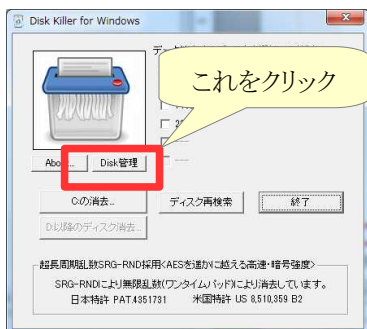 Disk Killer for Windows
これをクリック
Abo
Disk管理
C:の消去...
ディスク再検索
終了
D:以降のディスク消去...
超長周期乱数SRG-RND採用<AESを遥かに越える高速・暗号強度>
SRG-RNDにより無限乱数(ワンタイムパッド)により消去しています。
日本特許 PAT.4351731 米国特許 US 8,510,359 B2